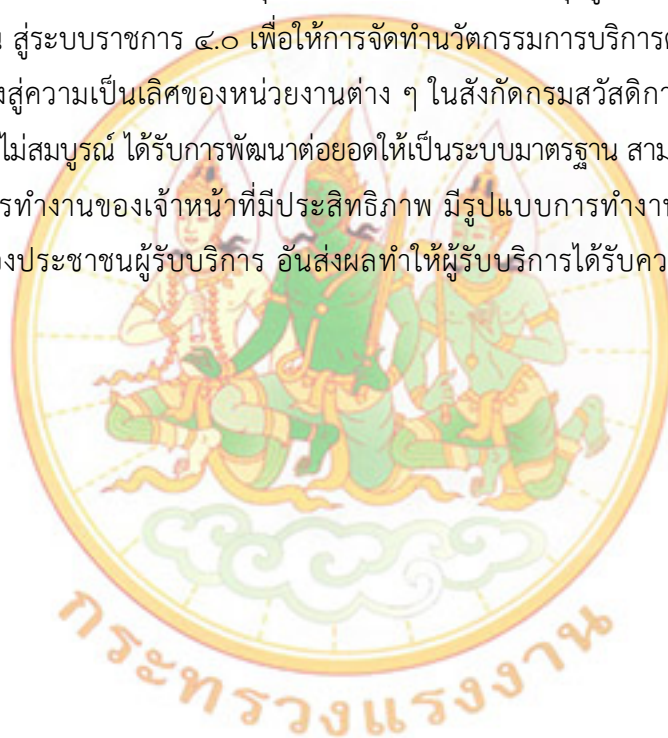 สู่ระบบราชการ ๔.๐ เพื่อให้การจัดทำนวัตกรรมการบริการ
สู่ความเป็นเลิศของหน่วยงานต่าง ๆ ในสังกัดกรมสวัสดิกา
ไม่สมบูรณ์ ได้รับการพัฒนาต่อยอดให้เป็นระบบมาตรฐาน สาม
รทำงานของเจ้าหน้าที่มีประสิทธิภาพ มีรูปแบบการทำงาน
องประชาชนผู้รับบริการ อันส่งผลทำให้ผู้รับบริการได้รับคว
กระทรวงแรงงาน